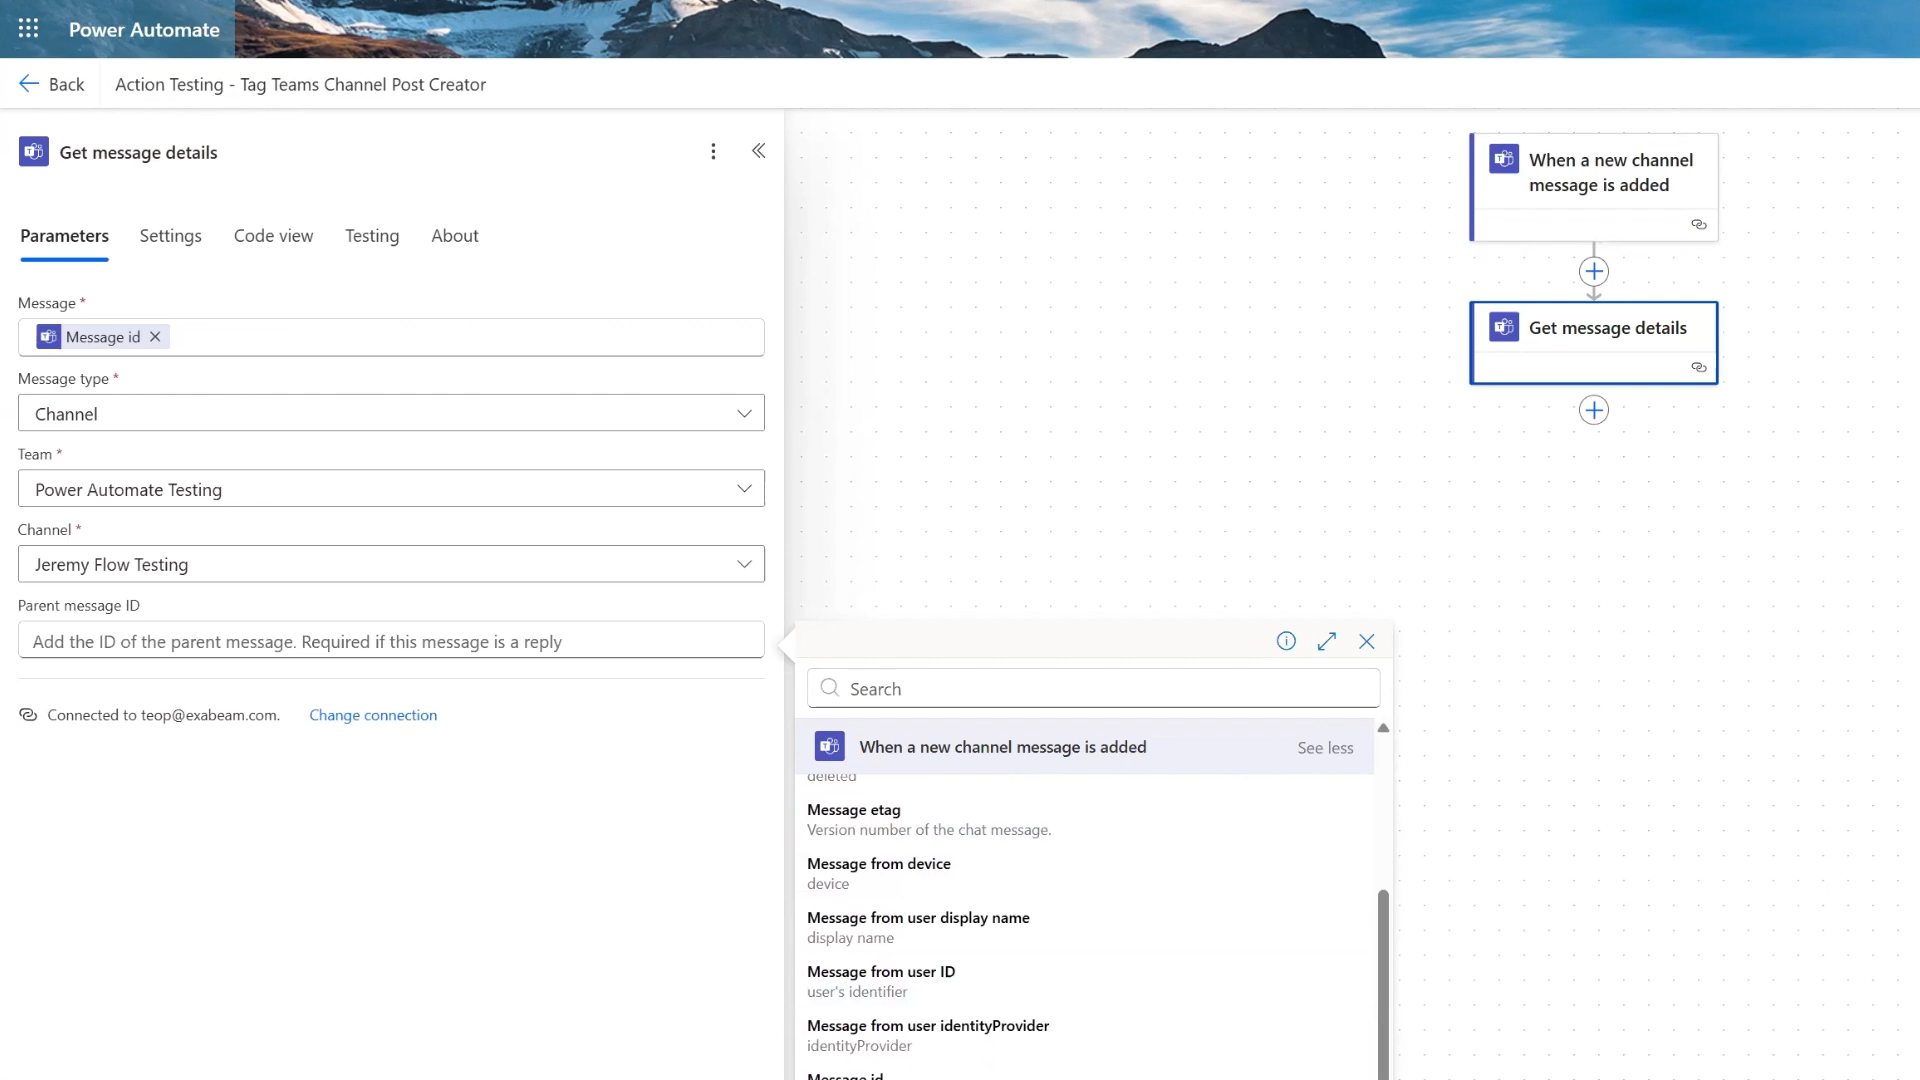 Power Automate
Back
Action Testing - Tag Teams Channel Post Creator
Get message details
Parameters
Settings
Code view
Testing
About
Message *
Message id
Message type *
Channel
Team *
Power Automate Testing
Channel *
Jeremy Flow Testing
Parent message ID
Add the ID of the parent message. Required if this message is a reply
Connected to teop@exabeam.com. Change connection
When a new channel
message is added
Get message details
Search
When a new channel message is added
See less
deleted
Message etag
Version number of the chat message.
Message from device
device
Message from user display name
display name
Message from user ID
user's identifier
Message from user identityProvider
identityProvider
Message id